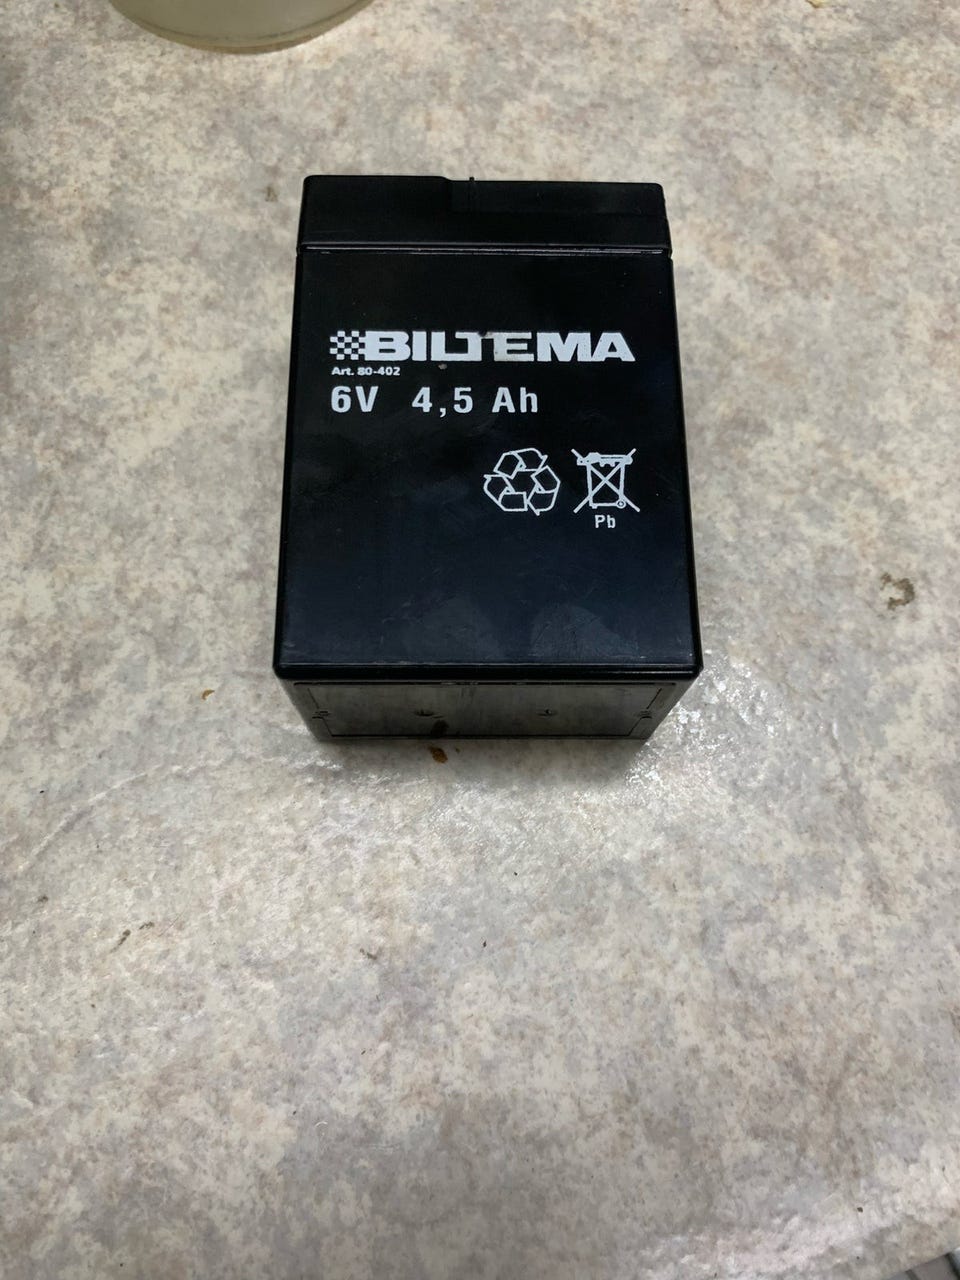 BILTEMA
Art. 80-402
6V 4,5 Ah
Pb